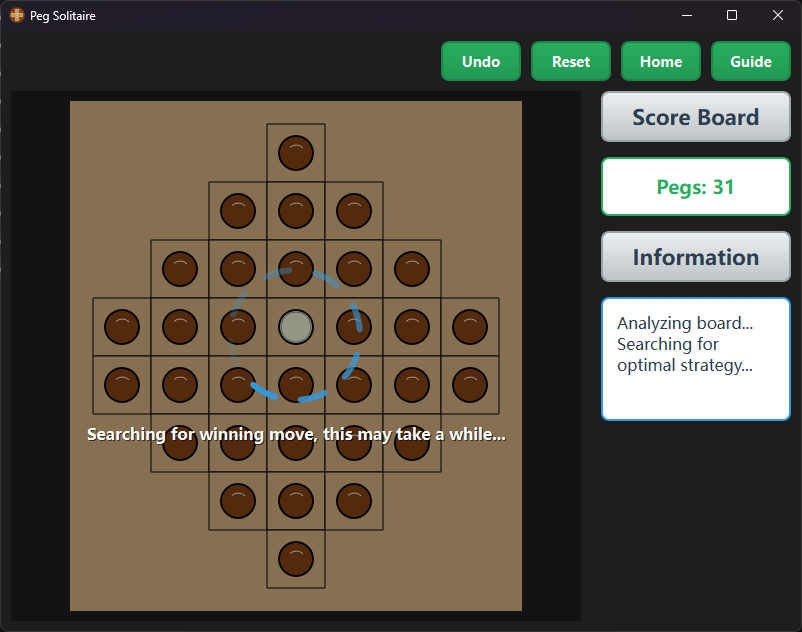 Peg Solitaire
Undo
Reset
Home
Guide
Score Board
Pegs: 31
Information
Analyzing board...
Searching for
optimal strategy...
Searching for winning move, this may take a while...